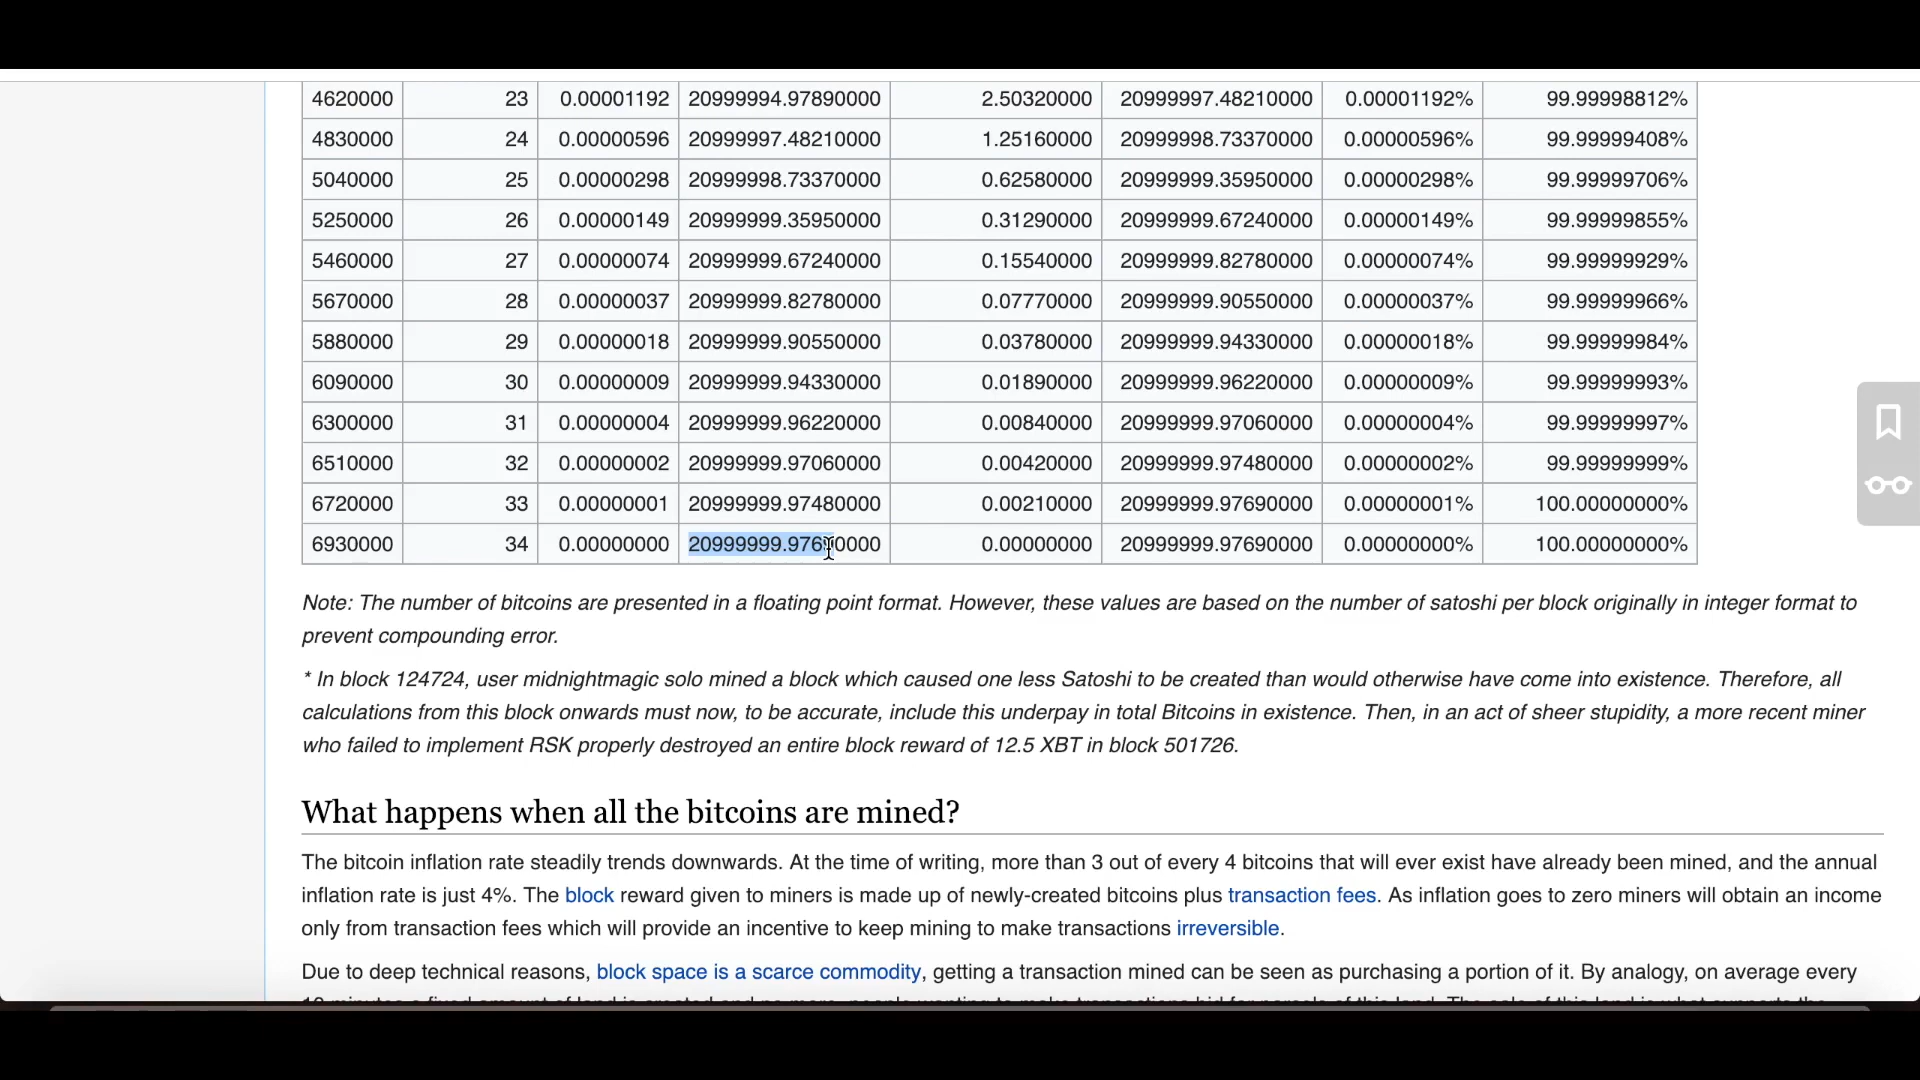 4620000 23 0.00001192 20999994.97890000 2.50320000 20999997.48210000 0.00001192% 99.99998812%
4830000 24 0.00000596 20999997.48210000 1.25160000 20999998.73370000 0.00000596% 99.99999408%
5040000 25 0.00000298 20999998.73370000 0.62580000 20999999.35950000 0.00000298% 99.99999706%
5250000 26 0.00000149 20999999.35950000 0.31290000 20999999.67240000 0.00000149% 99.99999855%
5460000 27 0.00000074 20999999.67240000 0.15540000 20999999.82780000 0.00000074% 99.99999929%
5670000 28 0.00000037 20999999.82780000 0.07770000 20999999.90550000 0.00000037% 99.99999966%
5880000 29 0.00000018 20999999.90550000 0.03780000 20999999.94330000 0.00000018% 99.99999984%
6090000 30 0.00000009 20999999.94330000 0.01890000 20999999.96220000 0.00000009% 99.99999993%
6300000 31 0.00000004 20999999.96220000 0.00840000 20999999.97060000 0.00000004% 99.99999997%
6510000 32 0.00000002 20999999.97060000 0.00420000 20999999.97480000 0.00000002% 99.99999999%
6720000 33 0.00000001 20999999.97480000 0.00210000 20999999.97690000 0.00000001% 100.00000000%
6930000 34 0.00000000 20999999.97690000 0.00000000 20999999.97690000 0.00000000% 100.00000000%
Note: The number of bitcoins are presented in a floating point format. However, these values are based on the number of satoshi per block originally in integer format to
prevent compounding error.
* In block 124724, user midnightmagic solo mined a block which caused one less Satoshi to be created than would otherwise have come into existence. Therefore, all
calculations from this block onwards must now, to be accurate, include this underpay in total Bitcoins in existence. Then, in an act of sheer stupidity, a more recent miner
who failed to implement RSK properly destroyed an entire block reward of 12.5 XBT in block 501726.
What happens when all the bitcoins are mined?
The bitcoin inflation rate steadily trends downwards. At the time of writing, more than 3 out of every 4 bitcoins that will ever exist have already been mined, and the annual
inflation rate is just 4%. The block reward given to miners is made up of newly-created bitcoins plus transaction fees. As inflation goes to zero miners will obtain an income
only from transaction fees which will provide an incentive to keep mining to make transactions irreversible.
Due to deep technical reasons, block space is a scarce commodity, getting a transaction mined can be seen as purchasing a portion of it. By analogy, on average every